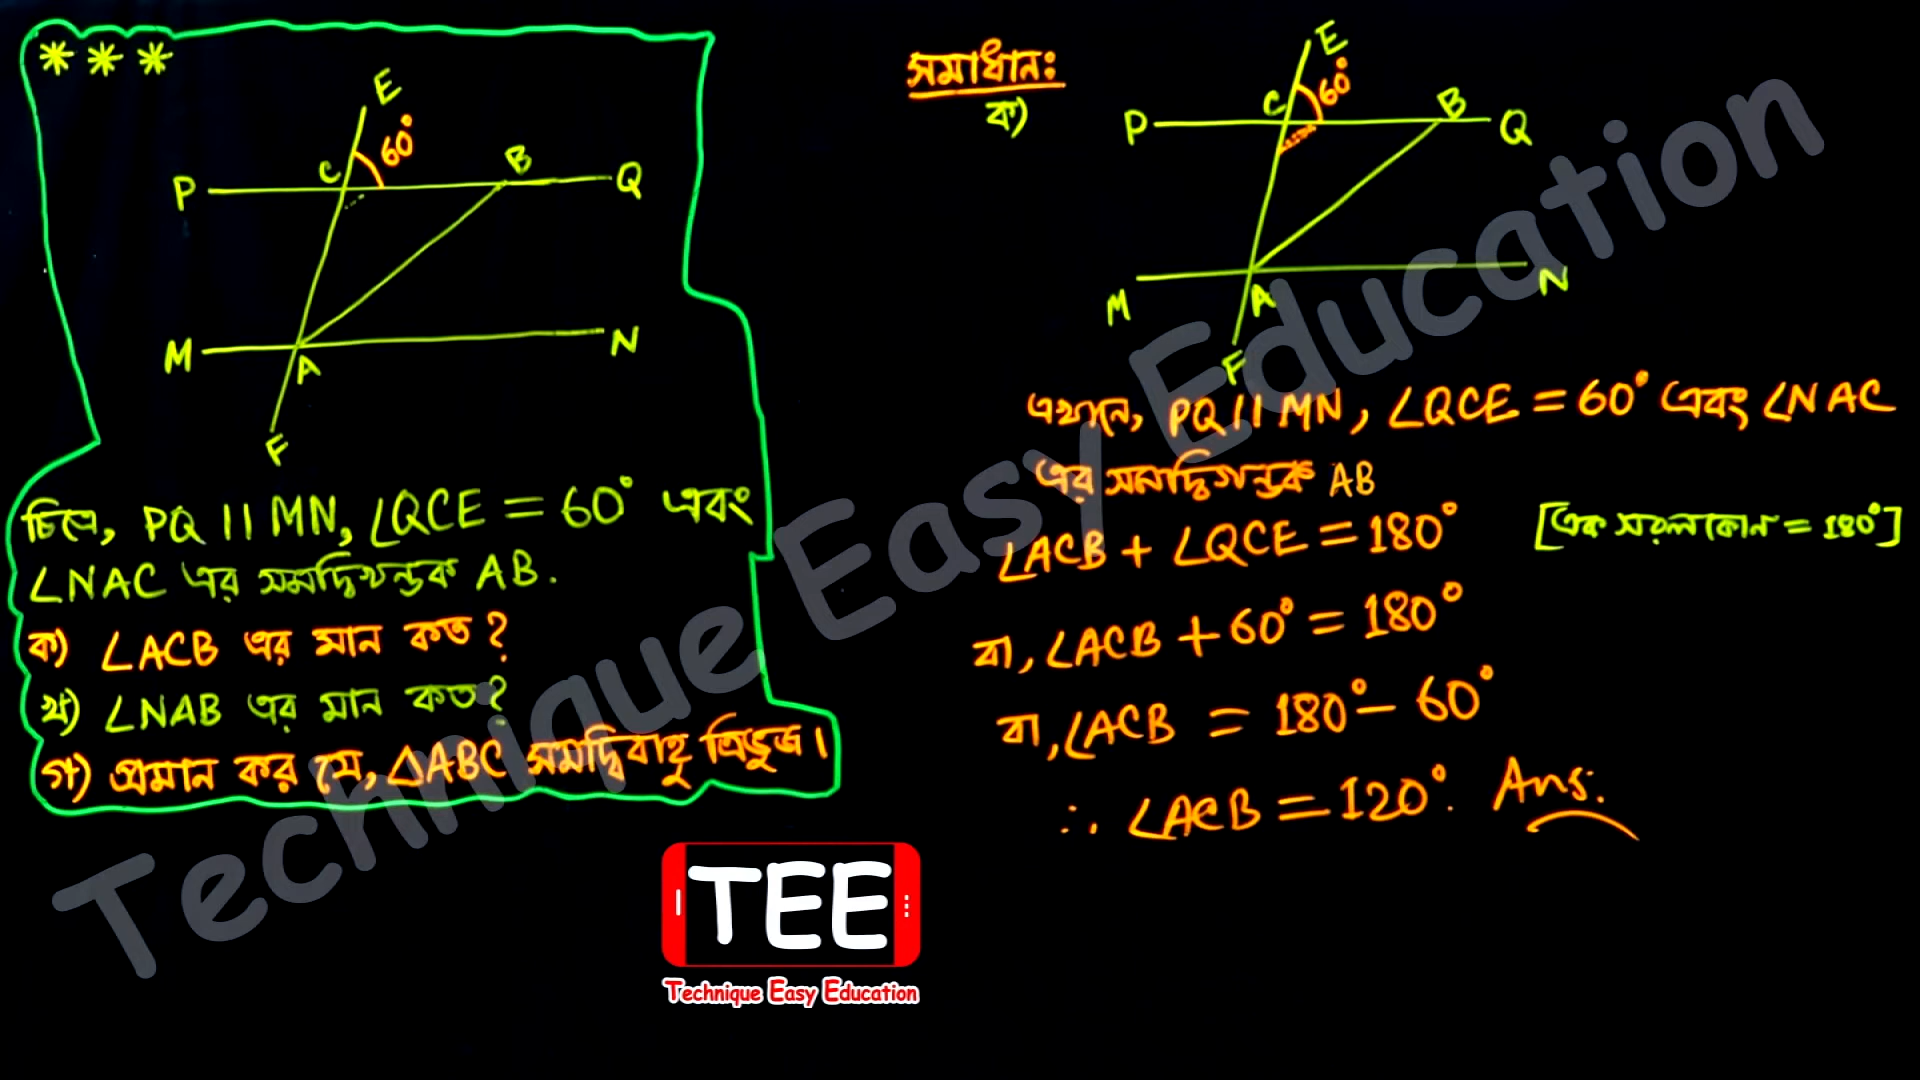 ***
E
60°
C
B
P
Q
M
A
N
F
চিত্রে, PQ || MN, ∠QCE = 60° এবং
∠NAC এর সমদ্বিখন্ডক AB.
ক) ∠ACB এর মান কত?
খ) ∠NAB এর মান কত?
গ) প্রমান কর যে, △ABC সমদ্বিবাহু ত্রিভুজ।
সমাধানঃ
ক)
E
60°
C
B
P
Q
M
A
N
F
এখানে, PQ || MN, ∠QCE = 60° এবং ∠NAC
এর সমদ্বিখন্ডক AB
∠ACB + ∠QCE = 180° [এক সরলকোন = 180°]
বা, ∠ACB + 60° = 180°
বা, ∠ACB = 180° - 60°
∴ ∠ACB = 120°. Ans:
TEE
Technique Easy Education
Technique Easy Education